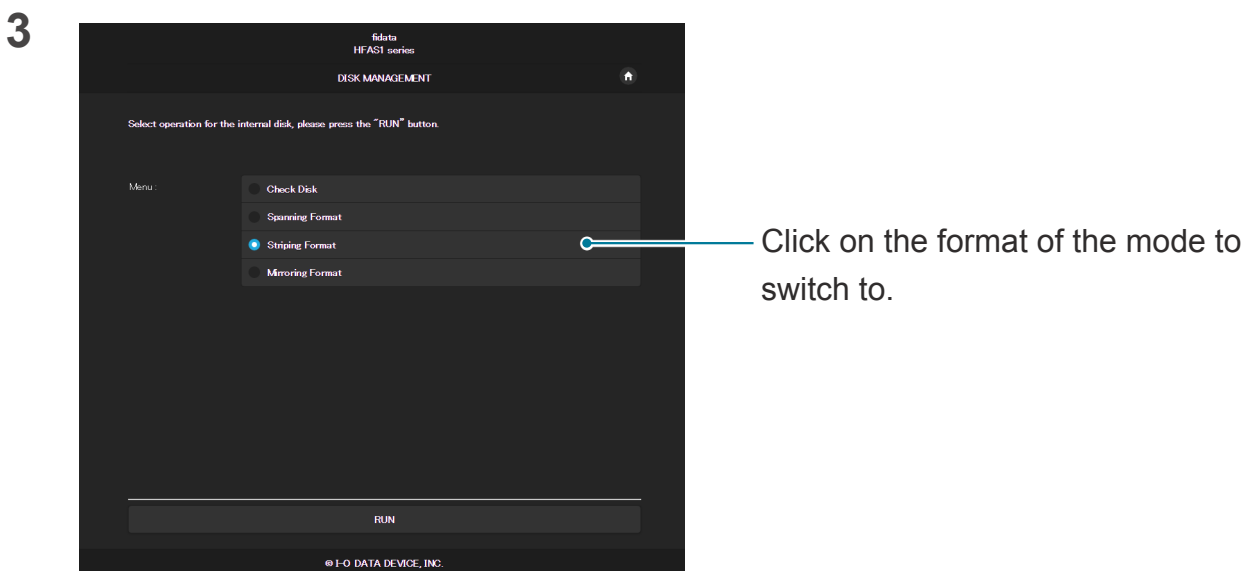 3
fidata
HFAS1 series
DISK MANAGEMENT
Select operation for the internal disk, please press the "RUN" button.
Menu :
Check Disk
Spanning Format
Striping Format
Mirroring Format
Click on the format of the mode to
switch to.
RUN
© I-O DATA DEVICE, INC.